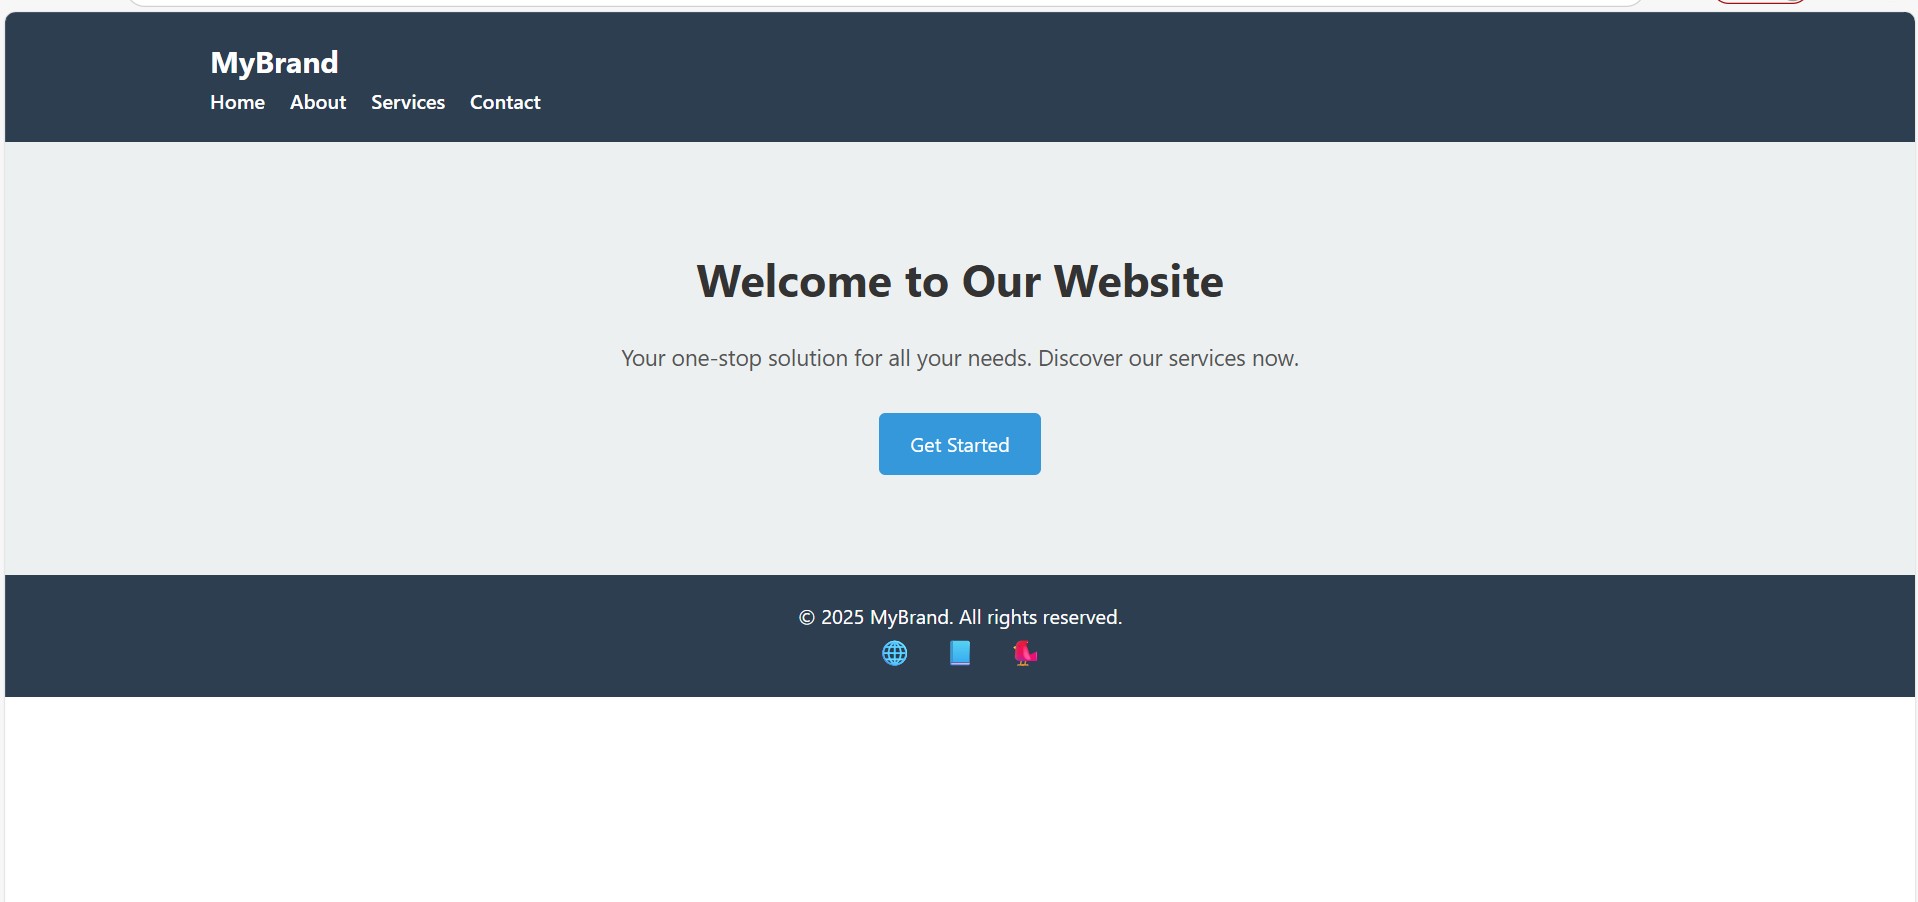 MyBrand
Home About Services Contact
Welcome to Our Website
Your one-stop solution for all your needs. Discover our services now.
Get Started
© 2025 MyBrand. All rights reserved.